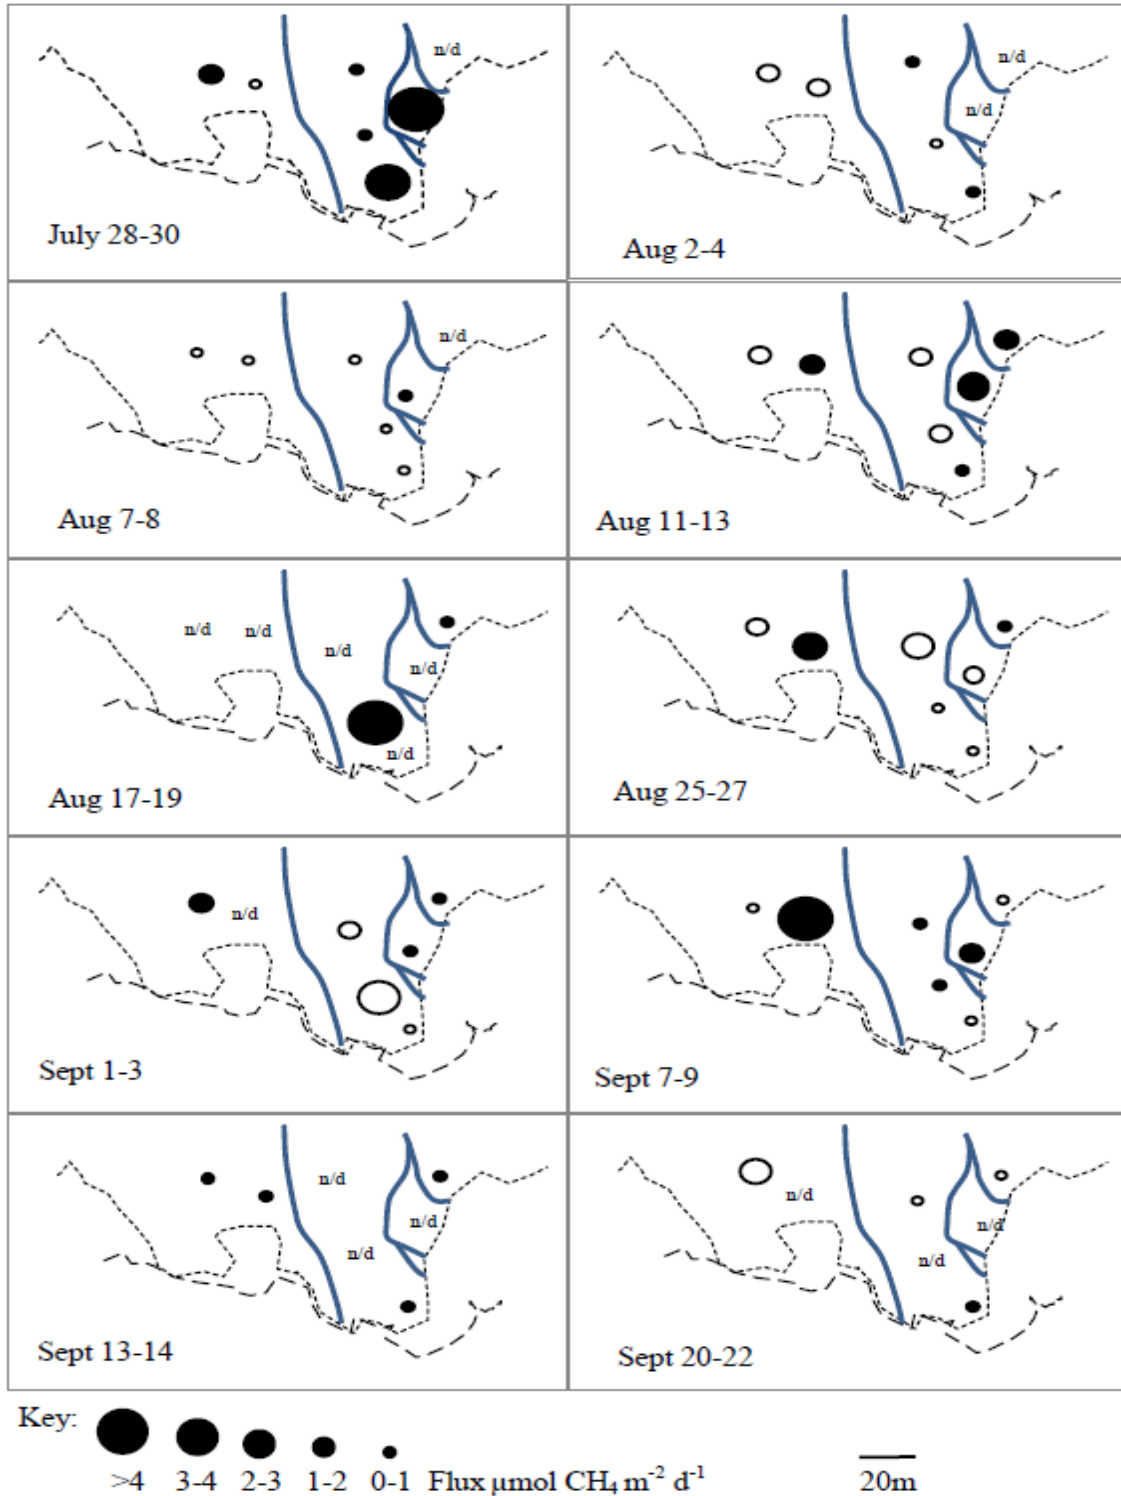 n/d
July 28-30
n/d
n/d
Aug 2-4
n/d
Aug 7-8
Aug 11-13
n/d
n/d
n/d
n/d
n/d
Aug 17-19
Aug 25-27
n/d
Sept 1-3
Sept 7-9
n/d
n/d
n/d
Sept 13-14
n/d
n/d
n/d
Sept 20-22
Key:
>4 3-4 2-3 1-2 0-1 Flux µmol CH₄ m⁻² d⁻¹
20m